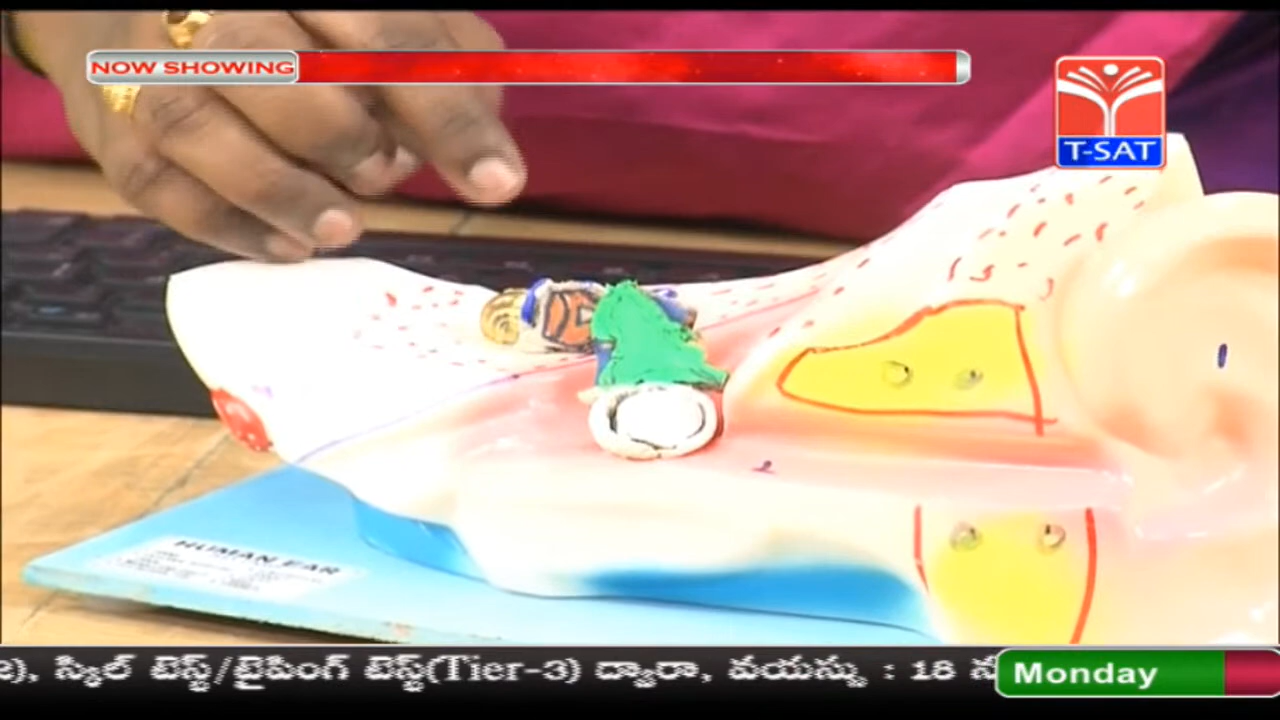 NOW SHOWING
T-SAT
HUMAN EAR
స్కిల్ టెస్ట్/టైపింగ్ టెస్ట్(Tier-3) ద్వారా, వయస్సు : 18
Monday